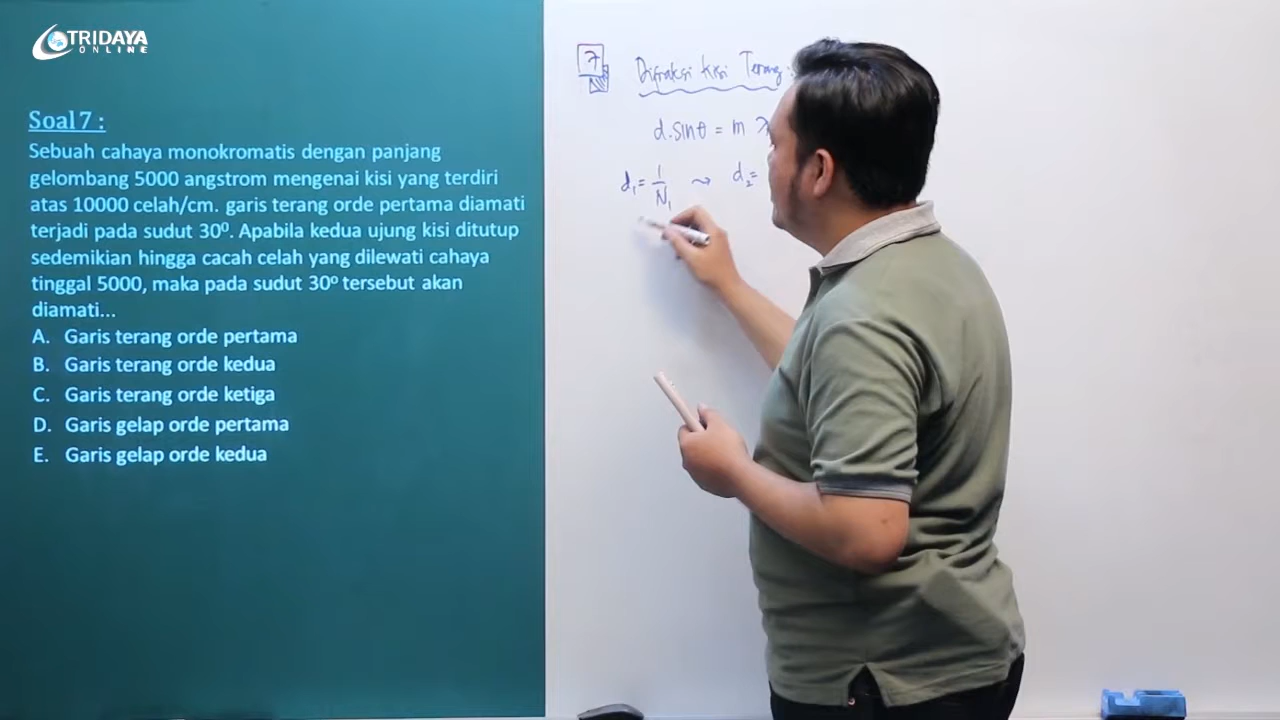 TRIDAYA
ONLINE
Soal 7 :
Sebuah cahaya monokromatis dengan panjang
gelombang 5000 angstrom mengenai kisi yang terdiri
atas 10000 celah/cm. garis terang orde pertama diamati
terjadi pada sudut 30⁰. Apabila kedua ujung kisi ditutup
sedemikian hingga cacah celah yang dilewati cahaya
tinggal 5000, maka pada sudut 30⁰ tersebut akan
diamati...
A. Garis terang orde pertama
B. Garis terang orde kedua
C. Garis terang orde ketiga
D. Garis gelap orde pertama
E. Garis gelap orde kedua
7
Difraksi Kisi Terang :
d.sinθ = m λ
d₁ = 1/N₁ ⇝ d₂ =